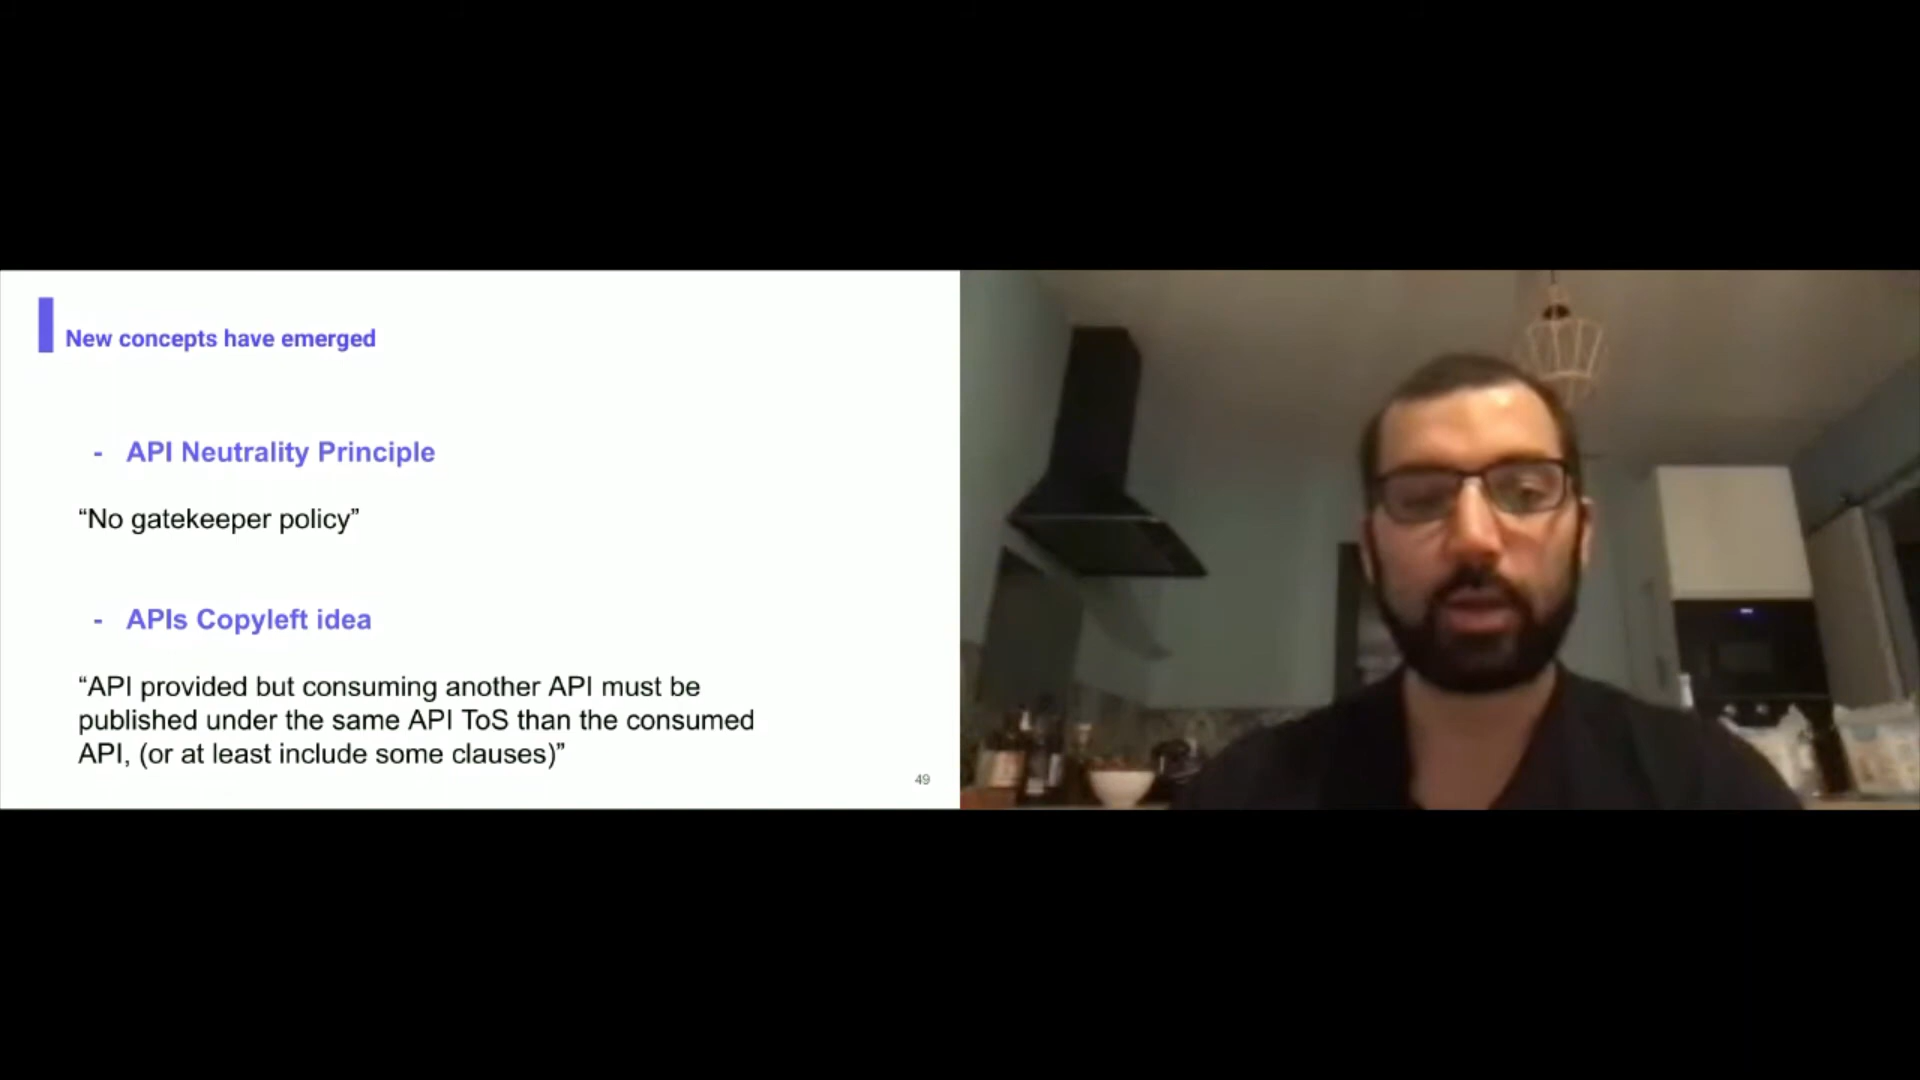 New concepts have emerged
- API Neutrality Principle
“No gatekeeper policy”
- APIs Copyleft idea
“API provided but consuming another API must be
published under the same API ToS than the consumed
API, (or at least include some clauses)”
49